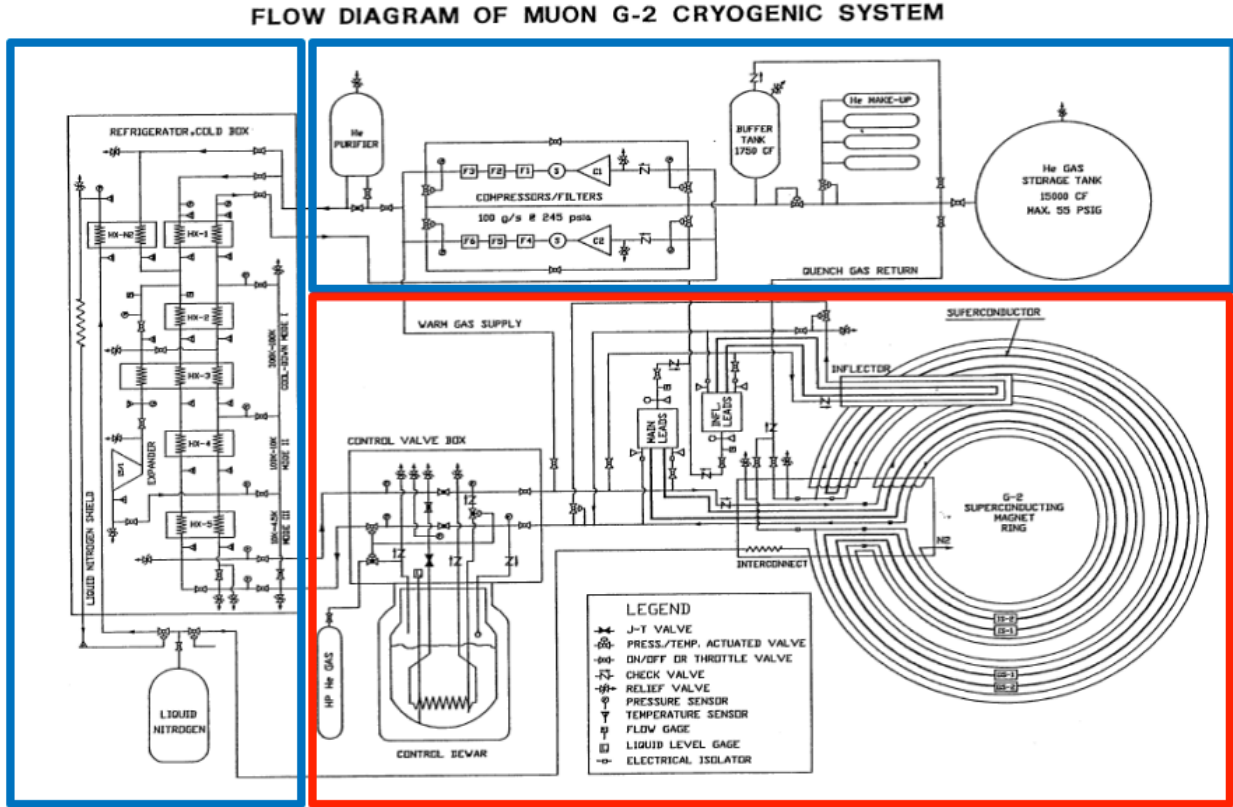 FLOW DIAGRAM OF MUON G-2 CRYOGENIC SYSTEM
REFRIGERATOR, COLD BOX
HX-N2
HX-1
HX-2
HX-3
HX-4
HX-5
EXPANDER
LIQUID NITROGEN SHIELD
300K-100K
COOL-DOWN MODE I
100K-10K
MODE II
10K-4.5K
MODE III
LIQUID
NITROGEN
He
PURIFIER
F3
F2
F1
S
C1
COMPRESSORS/FILTERS
100 g/s @ 245 psia
F6
F5
F4
S
C2
BUFFER
TANK
1750 CF
He MAKE-UP
He GAS
STORAGE TANK
15000 CF
MAX. 55 PSIG
QUENCH GAS RETURN
WARM GAS SUPPLY
SUPERCONDUCTOR
INFLECTOR
MAIN
LEADS
INFL.
LEADS
CONTROL VALVE BOX
G-2
SUPERCONDUCTING
MAGNET
RING
N2
INTERCONNECT
HP He GAS
CONTROL DEWAR
LEGEND
J-T VALVE
PRESS./TEMP. ACTUATED VALVE
ON/OFF OR THROTTLE VALVE
CHECK VALVE
RELIEF VALVE
PRESSURE SENSOR
TEMPERATURE SENSOR
FLOW GAGE
LIQUID LEVEL GAGE
ELECTRICAL ISOLATOR
IS-2
IS-1